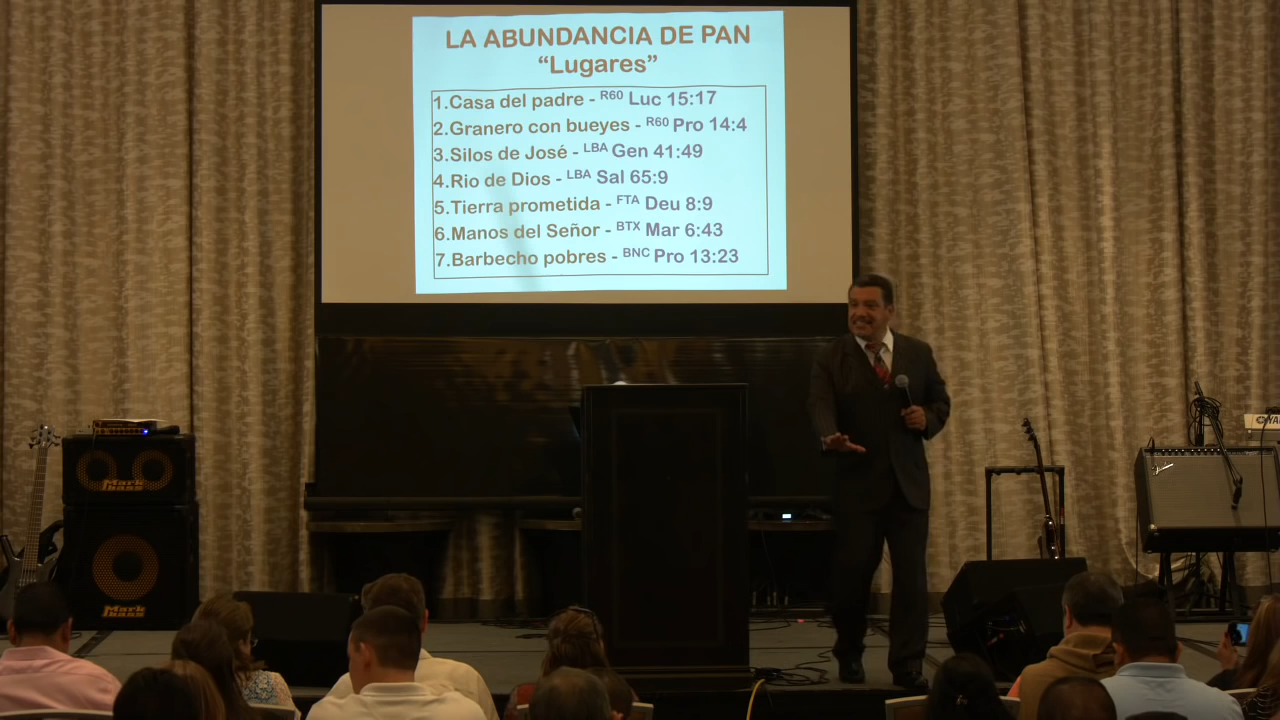 LA ABUNDANCIA DE PAN
“Lugares”
1.Casa del padre - R60 Luc 15:17
2.Granero con bueyes - R60 Pro 14:4
3.Silos de José - LBA Gen 41:49
4.Rio de Dios - LBA Sal 65:9
5.Tierra prometida - FTA Deu 8:9
6.Manos del Señor - BTX Mar 6:43
7.Barbecho pobres - BNC Pro 13:23
Mark
bass
Mark
bass
Fender